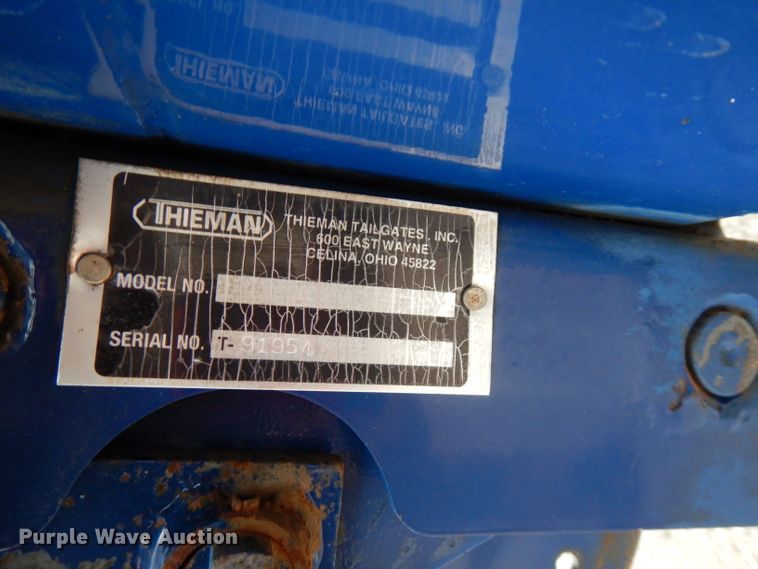 THIEMAN
THIEMAN TAILGATES, INC.
600 EAST WAYNE
CELINA, OHIO 45822
MODEL NO.
SERIAL NO. T-91954
Purple Wave Auction